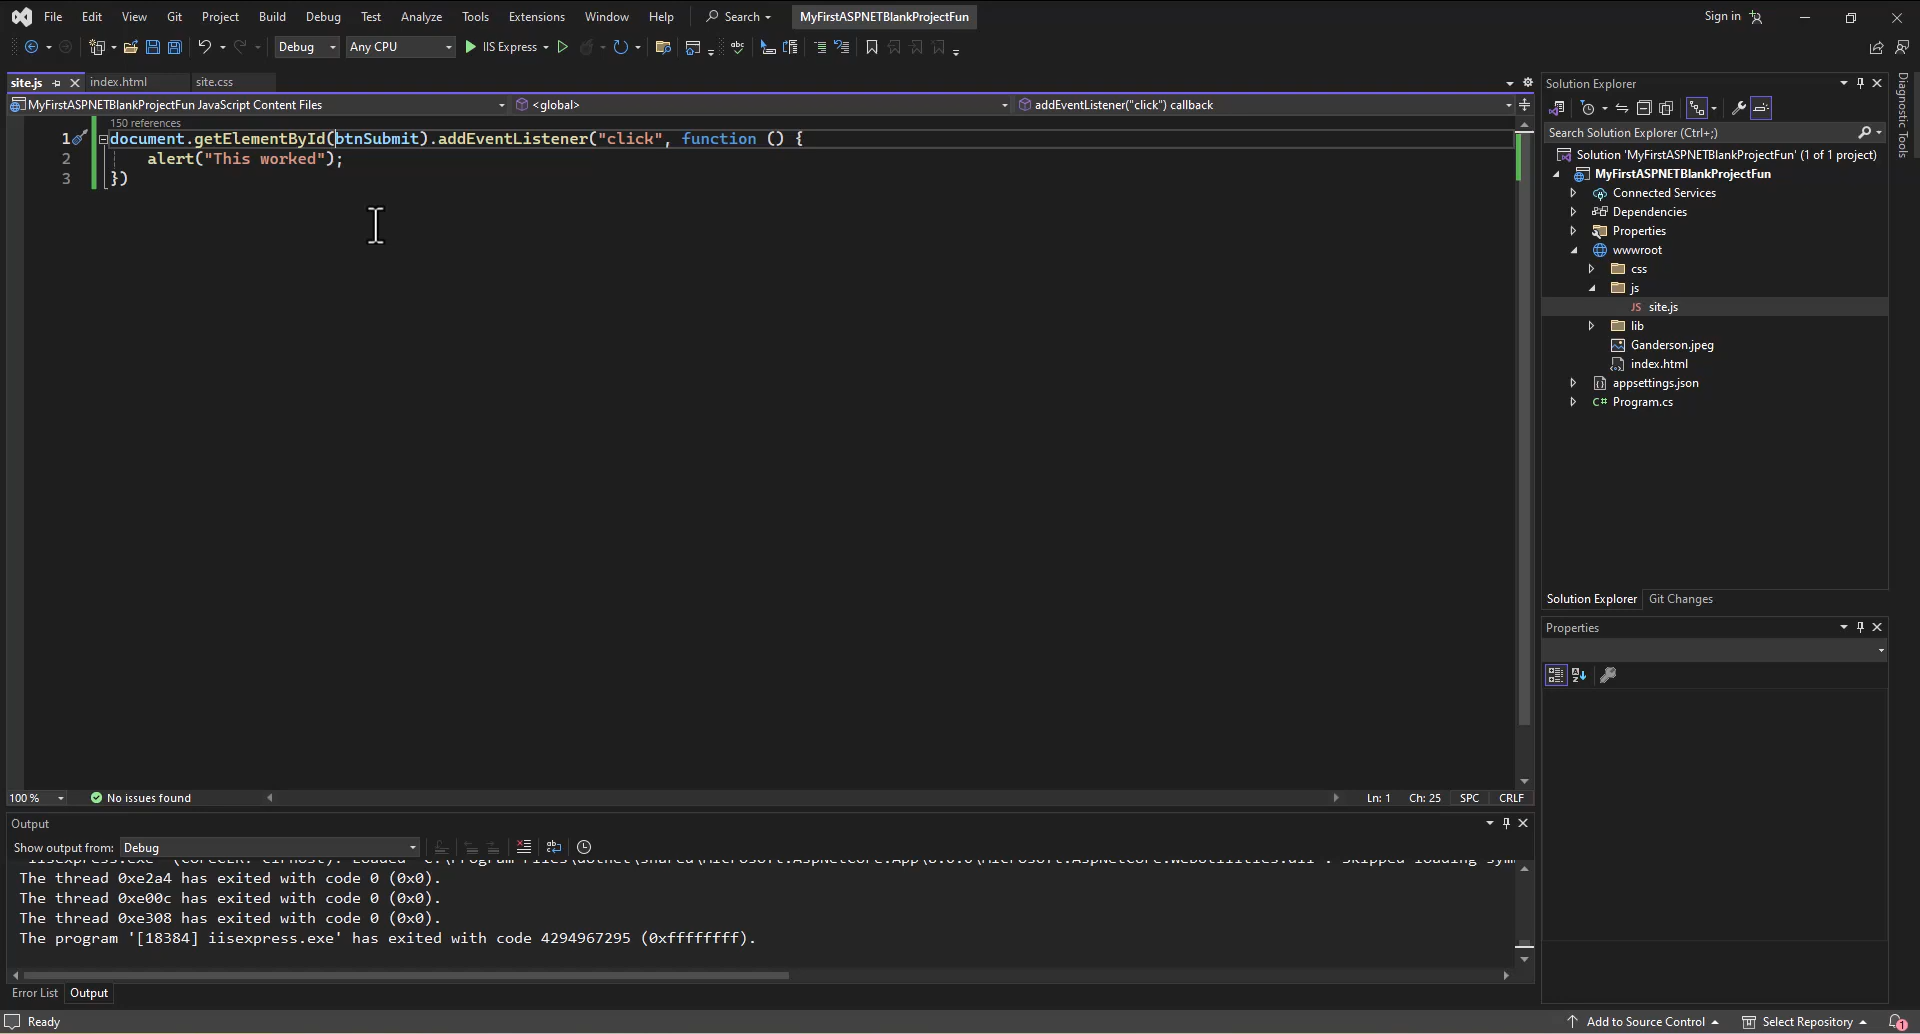 File Edit View Git Project Build Debug Test Analyze Tools Extensions Window Help Search MyFirstASPNETBlankProjectFun Sign in
Debug Any CPU IIS Express
site.js index.html site.css
MyFirstASPNETBlankProjectFun JavaScript Content Files <global> addEventListener("click") callback
150 references
1 document.getElementById(btnSubmit).addEventListener("click", function () {
2 alert("This worked");
3 })
100 % No issues found Ln: 1 Ch: 25 SPC CRLF
Output
Show output from: Debug
The thread 0xe2a4 has exited with code 0 (0x0).
The thread 0xe00c has exited with code 0 (0x0).
The thread 0xe308 has exited with code 0 (0x0).
The program '[18384] iisexpress.exe' has exited with code 4294967295 (0xffffffff).
Error List Output
Solution Explorer
Search Solution Explorer (Ctrl+;)
Solution 'MyFirstASPNETBlankProjectFun' (1 of 1 project)
MyFirstASPNETBlankProjectFun
Connected Services
Dependencies
Properties
wwwroot
css
js
JS site.js
lib
Ganderson.jpeg
index.html
appsettings.json
C# Program.cs
Solution Explorer Git Changes
Properties
Diagnostic Tools
Ready Add to Source Control Select Repository 1